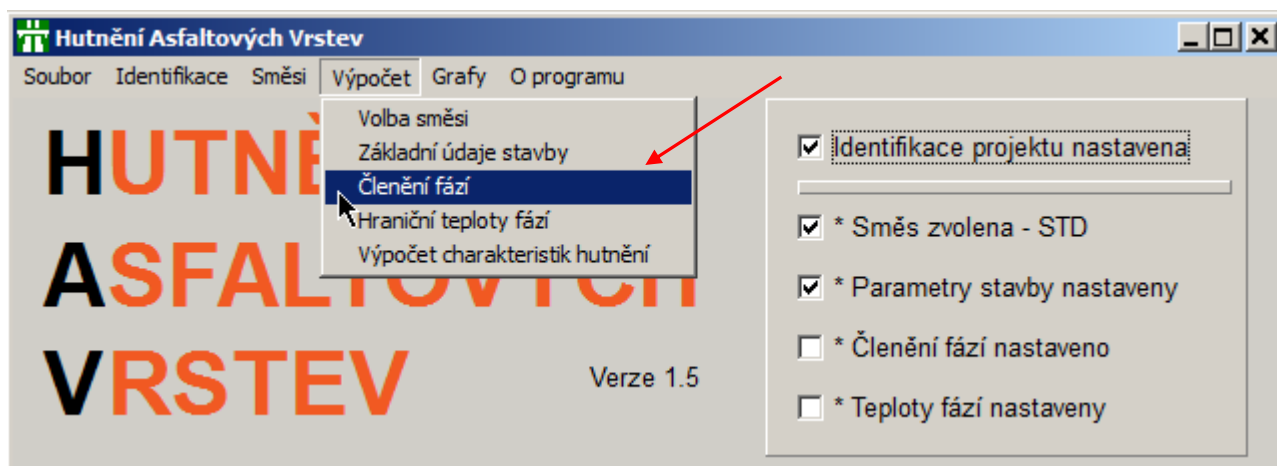 Hutnění Asfaltových Vrstev
Soubor Identifikace Směsi Výpočet Grafy O programu
Volba směsi
Základní údaje stavby
Členění fází
Hraniční teploty fází
Výpočet charakteristik hutnění
HUTNĚ
ASFALTOVÝCH
VRSTEV
Verze 1.5
Identifikace projektu nastavena
* Směs zvolena - STD
* Parametry stavby nastaveny
* Členění fází nastaveno
* Teploty fází nastaveny